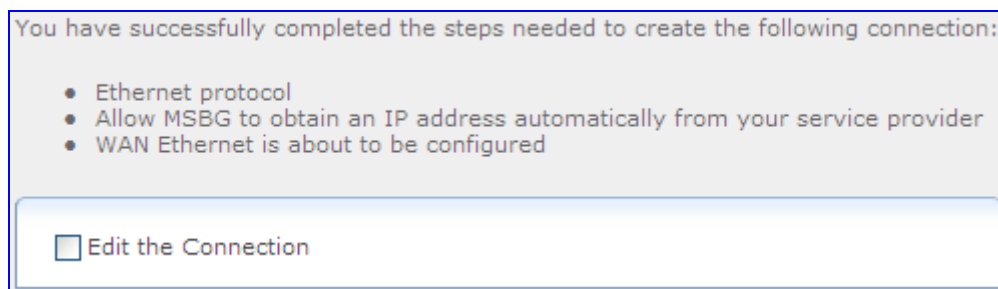 You have successfully completed the steps needed to create the following connection:
● Ethernet protocol
● Allow MSBG to obtain an IP address automatically from your service provider
● WAN Ethernet is about to be configured
Edit the Connection